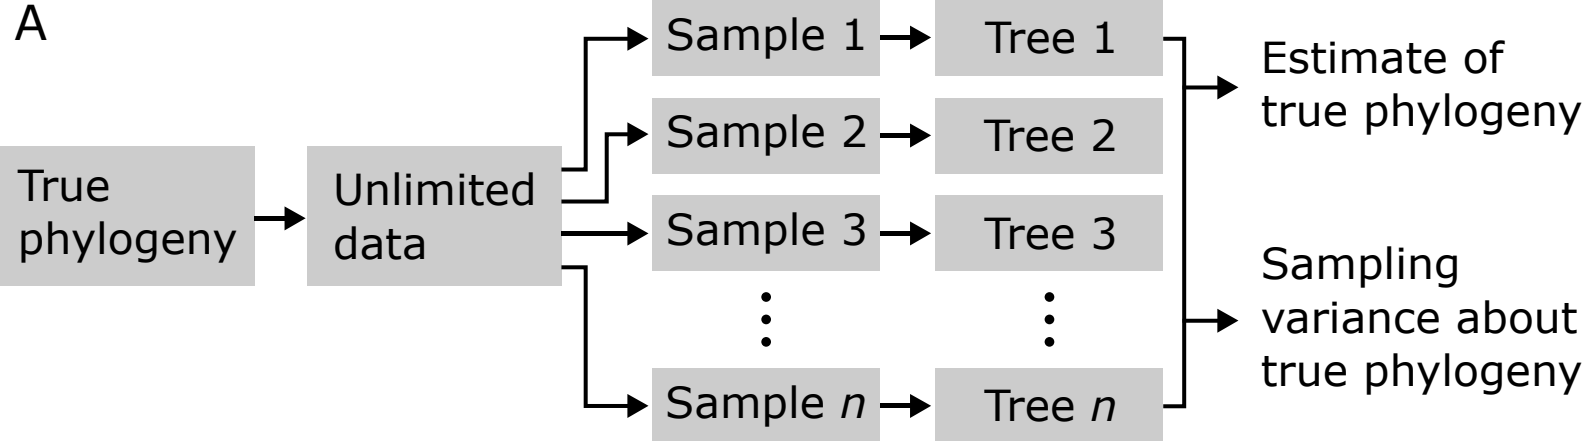 A
True
phylogeny
Unlimited
data
Sample 1
Tree 1
Sample 2
Tree 2
Sample 3
Tree 3
Sample n
Tree n
Estimate of
true phylogeny
Sampling
variance about
true phylogeny